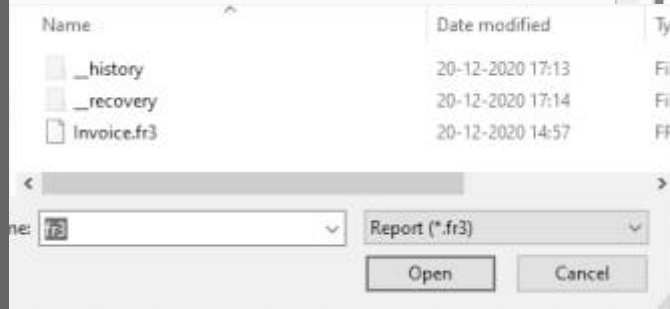 Name Date modified Ty
__history 20-12-2020 17:13 Fi
__recovery 20-12-2020 17:14 Fi
Invoice.fr3 20-12-2020 14:57 FF
ne: Report (*.fr3)
Open Cancel